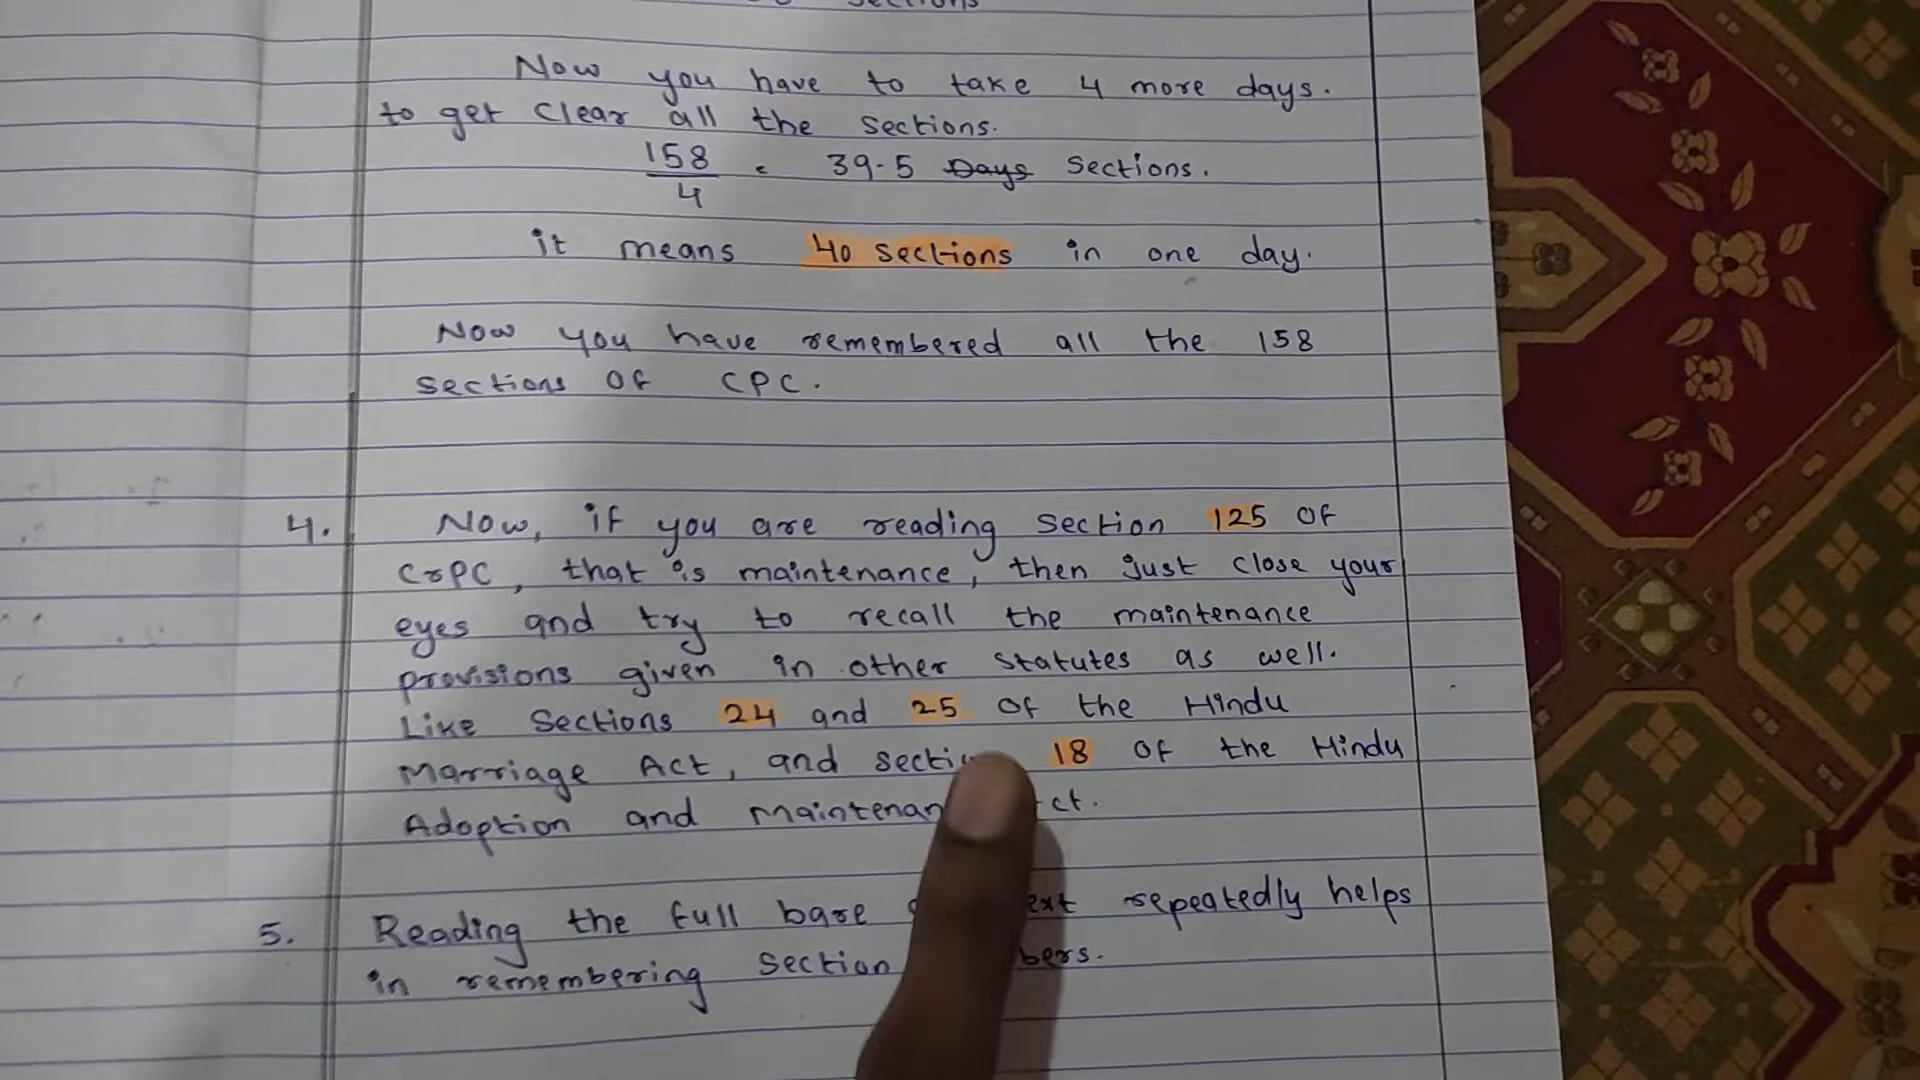 sections
Now you have to take 4 more days.
to get clear all the sections.
158
4
= 39.5 Days sections.
it means 40 sections in one day.
Now you have remembered all the 158
sections of CPC.
4. Now, if you are reading section 125 of
CrPC, that is maintenance, then just close your
eyes and try to recall the maintenance
provisions given in other statutes as well.
Like Sections 24 and 25 of the Hindu
Marriage Act, and 18 of the Hindu
Adoption and
5. Reading the full bare repeatedly helps
in remembering section